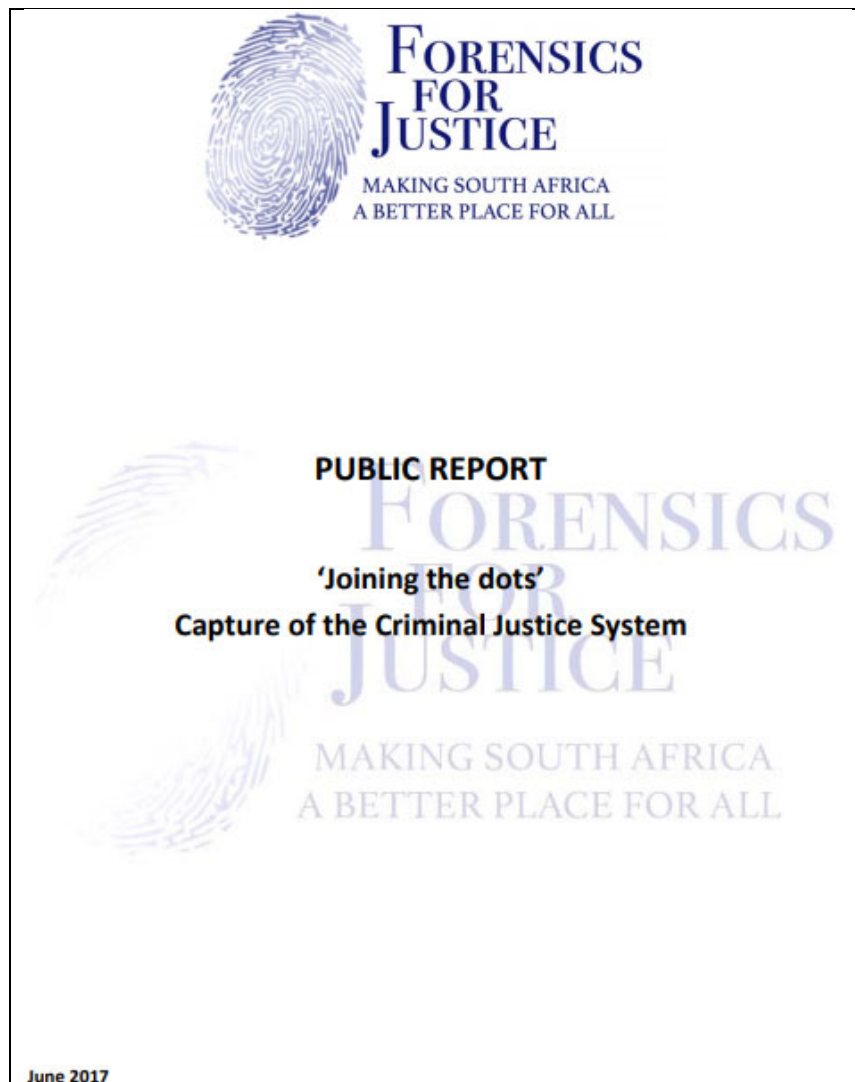 FORENSICS
FOR
JUSTICE
MAKING SOUTH AFRICA
A BETTER PLACE FOR ALL
PUBLIC REPORT
FORENSICS
‘Joining the dots’
FOR
Capture of the Criminal Justice System
JUSTICE
MAKING SOUTH AFRICA
A BETTER PLACE FOR ALL
June 2017